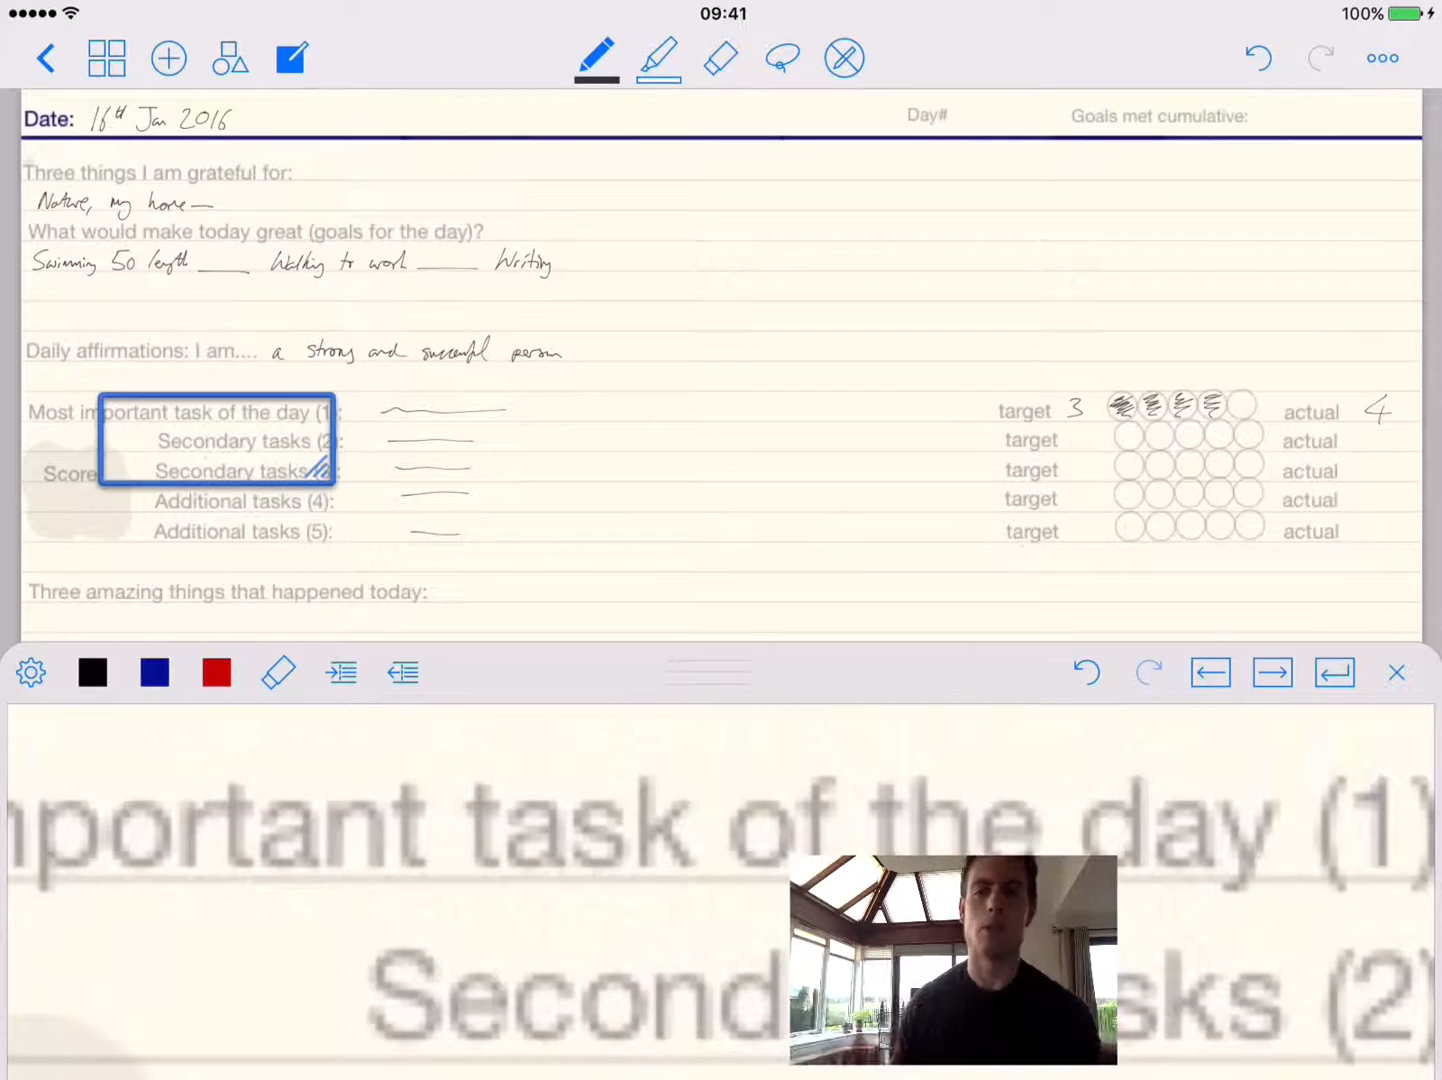 09:41
100%
Date: 16th Jan 2016 Day# Goals met cumulative:
Three things I am grateful for:
Nature, my home
What would make today great (goals for the day)?
Swimming 50 length Walking to work Writing
Daily affirmations: I am.... a strong and successful person
Most important task of the day (1): target 3 actual 4
Secondary tasks (2): target actual
Score Secondary tasks target actual
Additional tasks (4): target actual
Additional tasks (5): target actual
Three amazing things that happened today:
mportant task of the day (1)
Second sks (2)